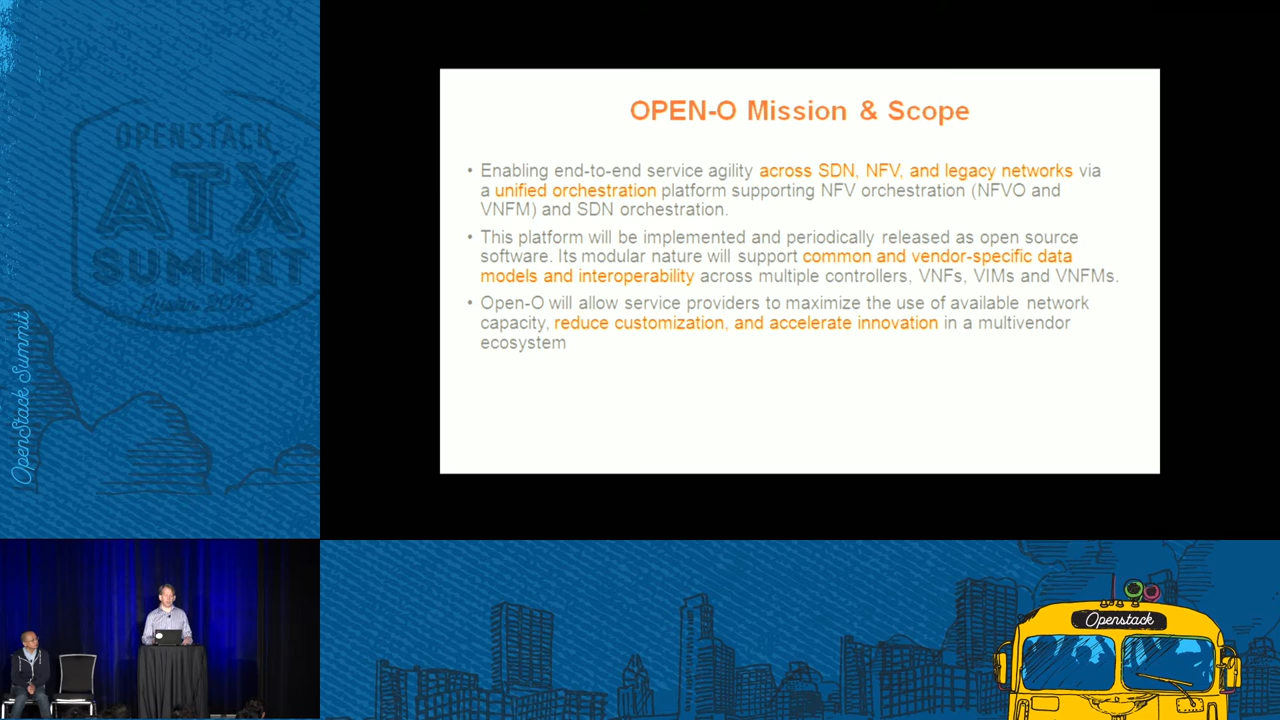 OPENSTACK
ATX
SUMMIT
Austin 2016
OpenStack Summit
OPEN-O Mission & Scope
• Enabling end-to-end service agility across SDN, NFV, and legacy networks via
a unified orchestration platform supporting NFV orchestration (NFVO and
VNFM) and SDN orchestration.
• This platform will be implemented and periodically released as open source
software. Its modular nature will support common and vendor-specific data
models and interoperability across multiple controllers, VNFs, VIMs and VNFMs.
• Open-O will allow service providers to maximize the use of available network
capacity, reduce customization, and accelerate innovation in a multivendor
ecosystem
Openstack